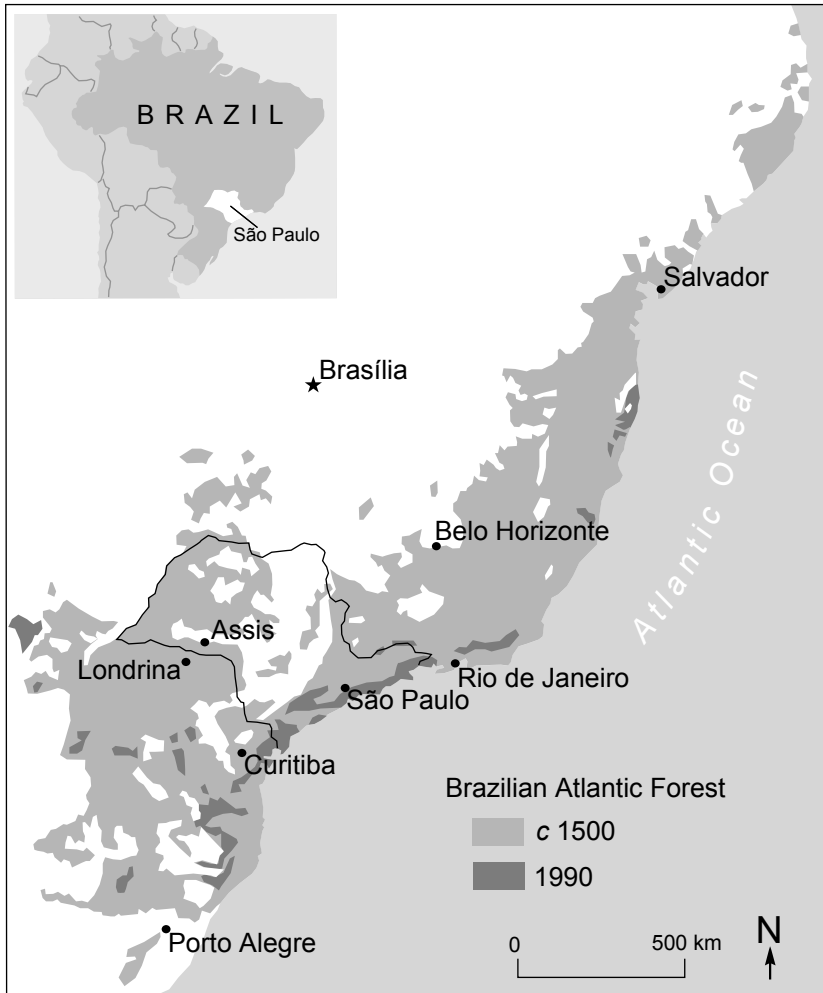 BRAZIL
São Paulo
Salvador
Brasília
Atlantic Ocean
Belo Horizonte
Assis
Londrina
São Paulo
Rio de Janeiro
Curitiba
Brazilian Atlantic Forest
c 1500
1990
Porto Alegre
0 500 km
N